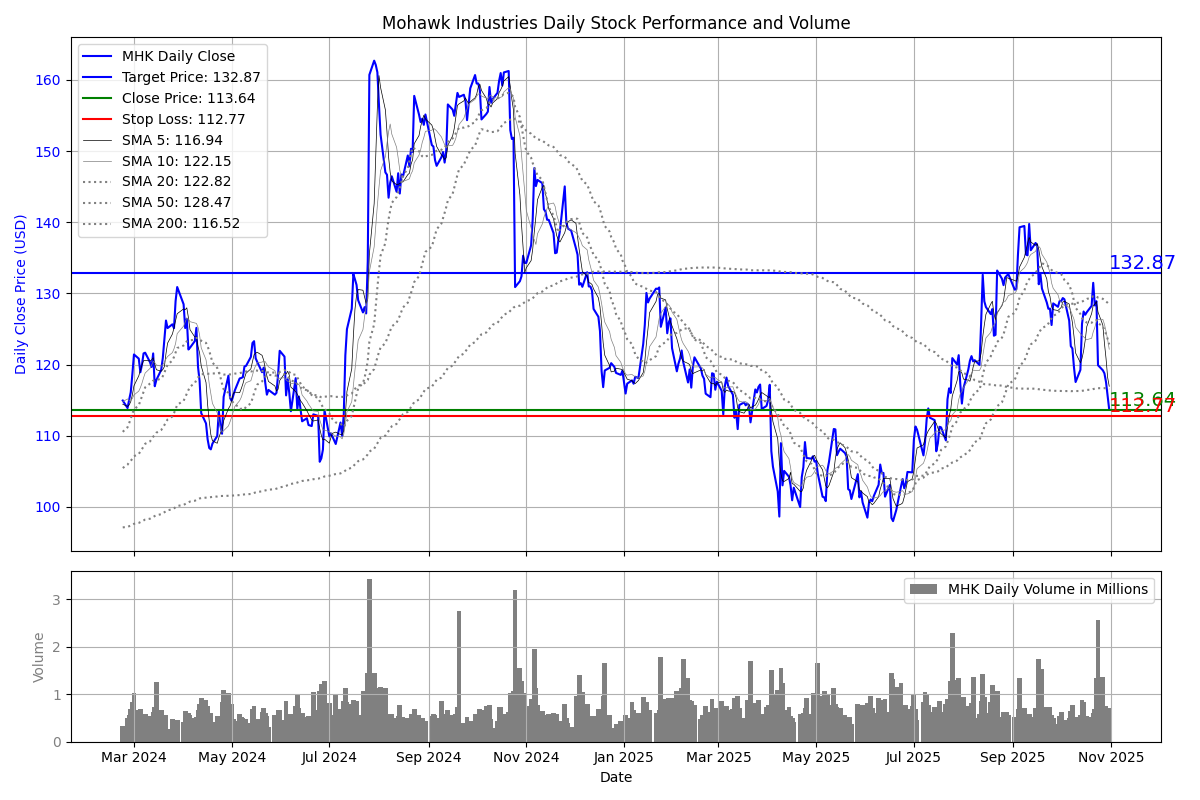 Mohawk Industries Daily Stock Performance and Volume
MHK Daily Close
Target Price: 132.87
Close Price: 113.64
Stop Loss: 112.77
SMA 5: 116.94
SMA 10: 122.15
SMA 20: 122.82
SMA 50: 128.47
SMA 200: 116.52
Daily Close Price (USD)
160
150
140
130
120
110
100
132.87
113.64
112.77
MHK Daily Volume in Millions
Volume
3
2
1
0
Mar 2024 May 2024 Jul 2024 Sep 2024 Nov 2024 Jan 2025 Mar 2025 May 2025 Jul 2025 Sep 2025 Nov 2025
Date